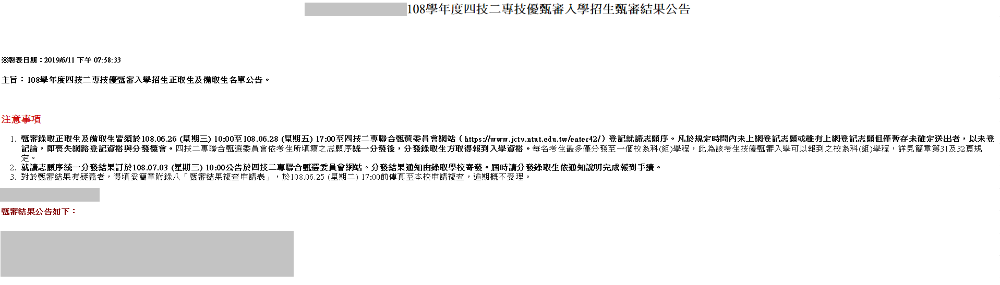 108學年度四技二專技優甄審入學招生甄審結果公告
※製表日期：2019/6/11 下午 07:58:33
主旨：108學年度四技二專技優甄審入學招生正取生及備取生名單公告。
注意事項
1. 甄審錄取正取生及備取生皆須於108.06.26 (星期三) 10:00至108.06.28 (星期五) 17:00至四技二專聯合甄選委員會網站（https://www.jctv.ntut.edu.tw/enter42/）登記就讀志願序。凡於規定時間內未上網登記志願或雖有上網登記志願但僅暫存未確定送出者，以未登
記論，即喪失網路登記資格與分發機會。四技二專聯合甄選委員會依考生所填寫之志願序統一分發後，分發錄取生方取得報到入學資格。每名考生最多僅分發至一個校系科(組)學程，此為該考生技優甄審入學可以報到之校系科(組)學程，詳見簡章第31及32頁規
定。
2. 就讀志願序統一分發結果訂於108.07.03 (星期三) 10:00公告於四技二專聯合甄選委員會網站。分發結果通知由錄取學校寄發。屆時請分發錄取生依通知說明完成報到手續。
3. 對於甄審結果有疑義者，得填妥簡章附錄八「甄審結果複查申請表」，於108.06.25 (星期二) 17:00前傳真至本校申請複查，逾期概不受理。
甄審結果公告如下：